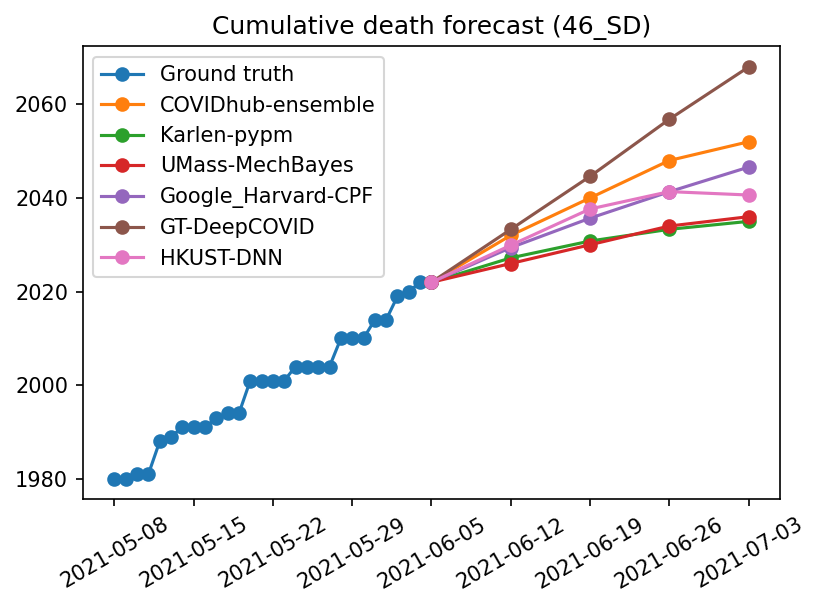 Cumulative death forecast (46_SD)
Ground truth
COVIDhub-ensemble
Karlen-pypm
UMass-MechBayes
Google_Harvard-CPF
GT-DeepCOVID
HKUST-DNN
2060
2040
2020
2000
1980
2021-05-08
2021-05-15
2021-05-22
2021-05-29
2021-06-05
2021-06-12
2021-06-19
2021-06-26
2021-07-03